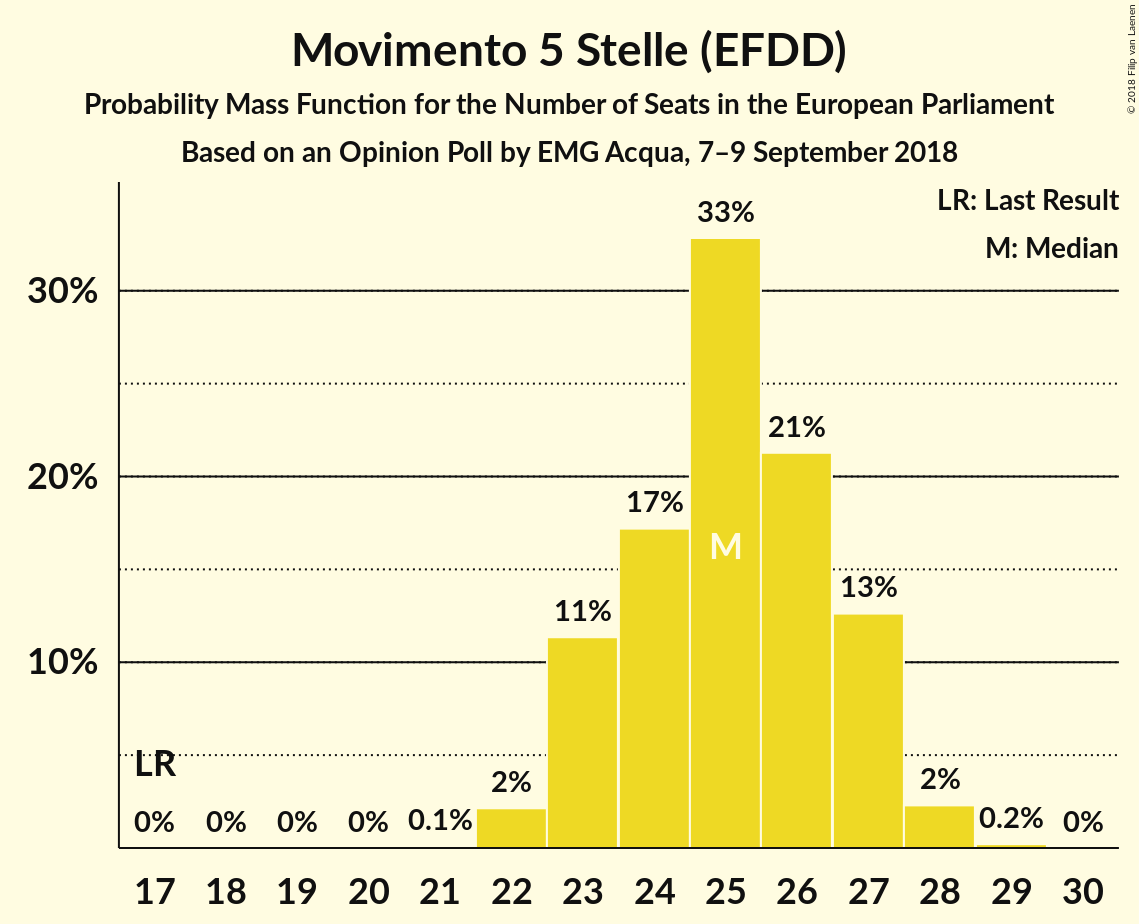 Movimento 5 Stelle (EFDD)
Probability Mass Function for the Number of Seats in the European Parliament
Based on an Opinion Poll by EMG Acqua, 7–9 September 2018
© 2018 Filip van Laenen
LR: Last Result
M: Median
33%
30%
21%
20%
17%
M
13%
11%
10%
LR
2%
2%
0%
0%
0%
0%
0.1%
0.2%
0%
17 18 19 20 21 22 23 24 25 26 27 28 29 30